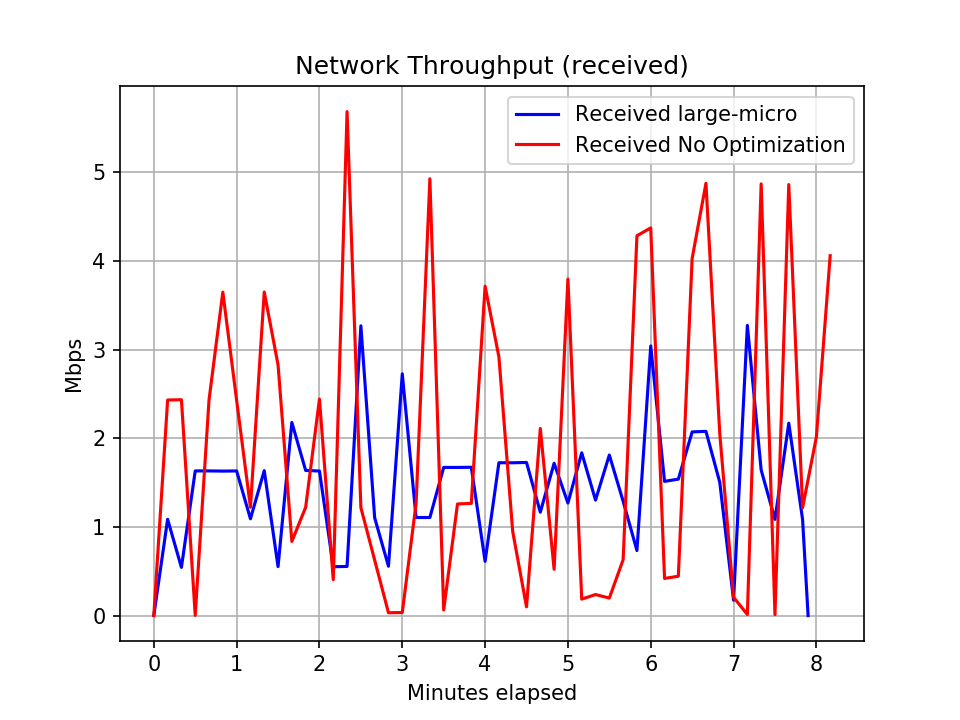 Network Throughput (received)
Received large-micro
Received No Optimization
Mbps
5
4
3
2
1
0
0 1 2 3 4 5 6 7 8
Minutes elapsed